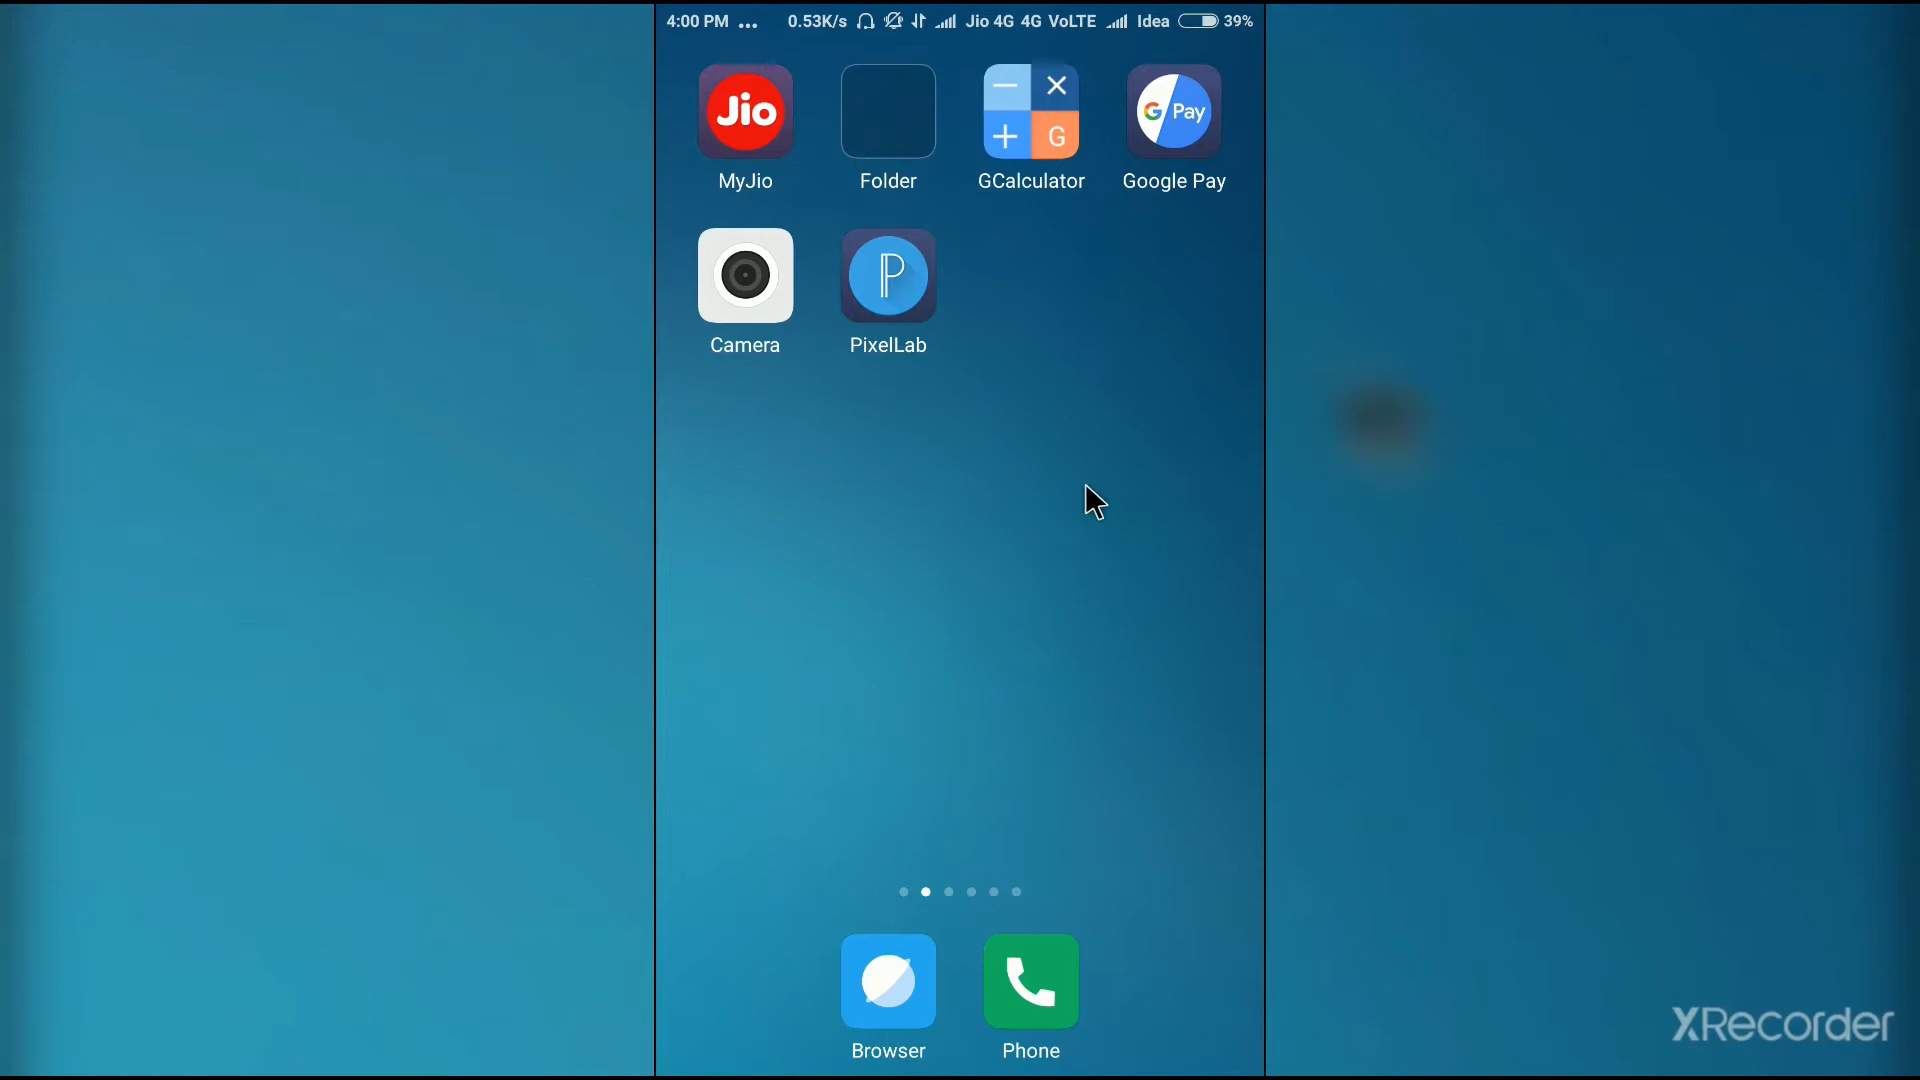 4:00 PM ... 0.53K/s Jio 4G 4G VoLTE Idea 39%
Jio
G
G Pay
MyJio Folder GCalculator Google Pay
P
Camera PixelLab
Browser Phone
XRecorder